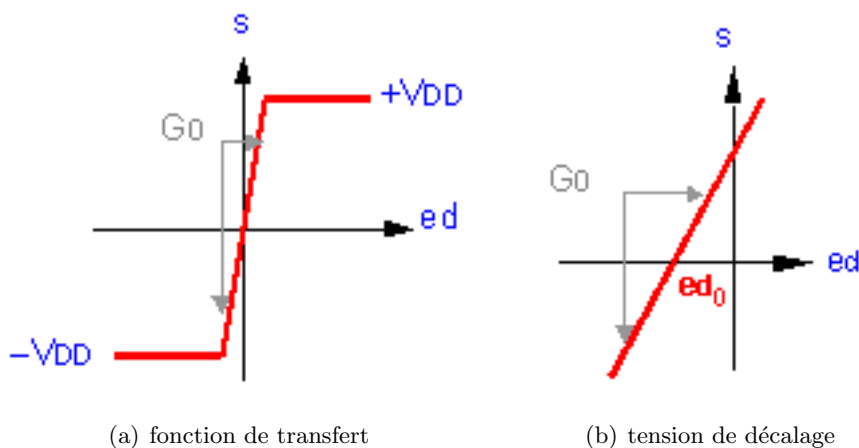 s
+VDD
G0
ed
−VDD
(a) fonction de transfert
s
G0
ed
ed₀
(b) tension de décalage